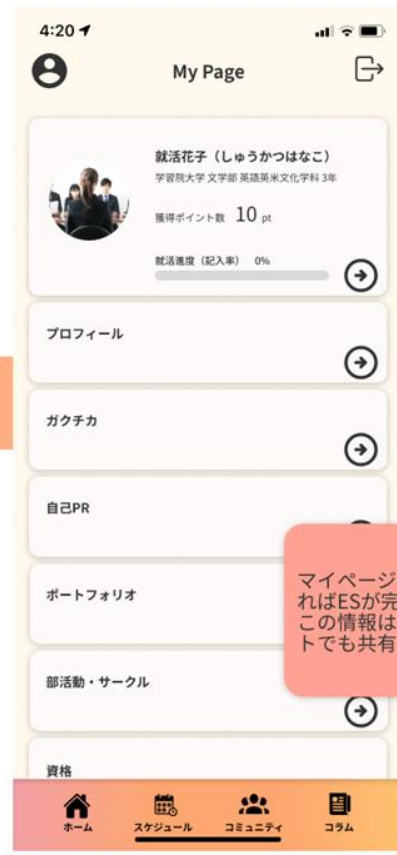 4:20
My Page
就活花子（しゅうかつはなこ）
学習院大学 文学部 英語英米文化学科 3年
獲得ポイント数 10 pt
就活進度（記入率） 0%
プロフィール
ガクチカ
自己PR
ポートフォリオ
マイページ
ればESが完
この情報は
トでも共有
部活動・サークル
資格
ホーム
スケジュール
コミュニティ
コラム